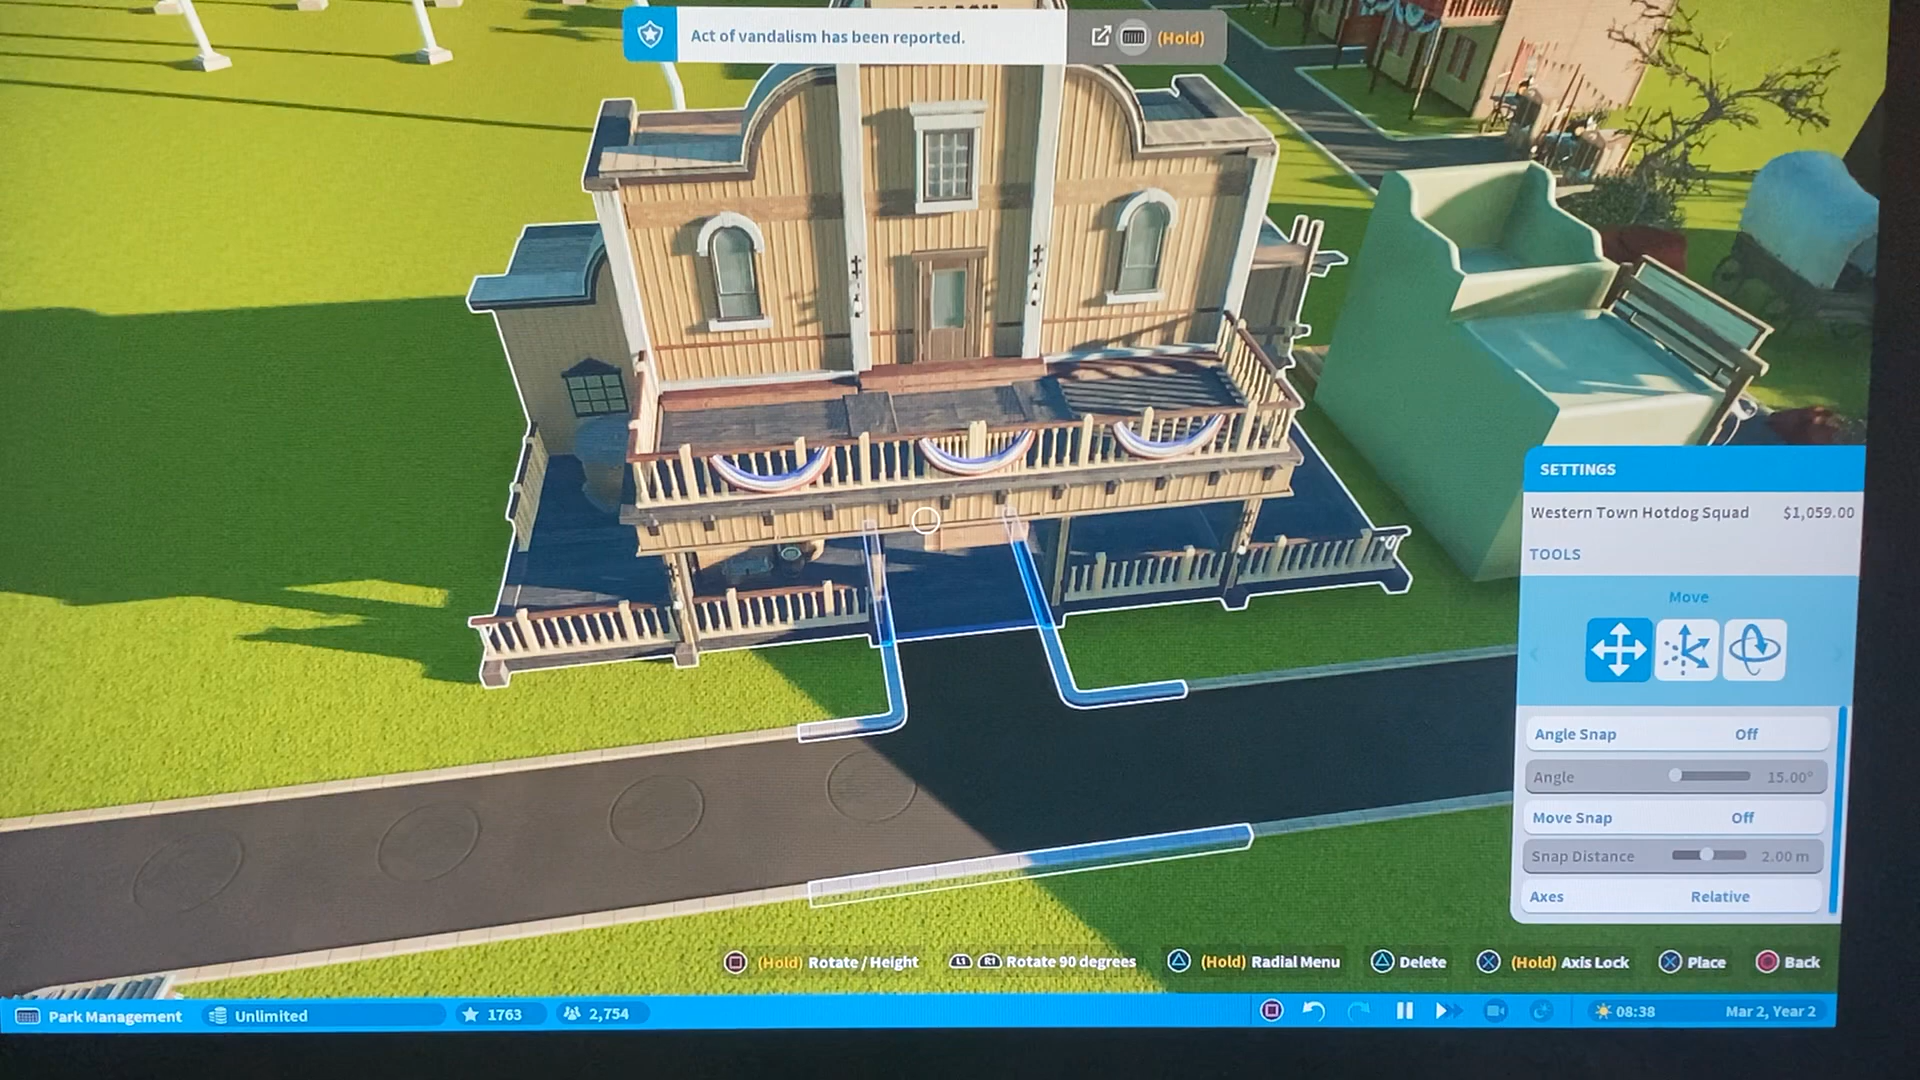 Act of vandalism has been reported.
(Hold)
SETTINGS
Western Town Hotdog Squad $1,059.00
TOOLS
Move
Angle Snap Off
Angle 15.00°
Move Snap Off
Snap Distance 2.00 m
Axes Relative
(Hold) Rotate / Height L1 R1 Rotate 90 degrees (Hold) Radial Menu Delete (Hold) Axis Lock Place Back
Park Management Unlimited 1763 2,754 08:38 Mar 2, Year 2